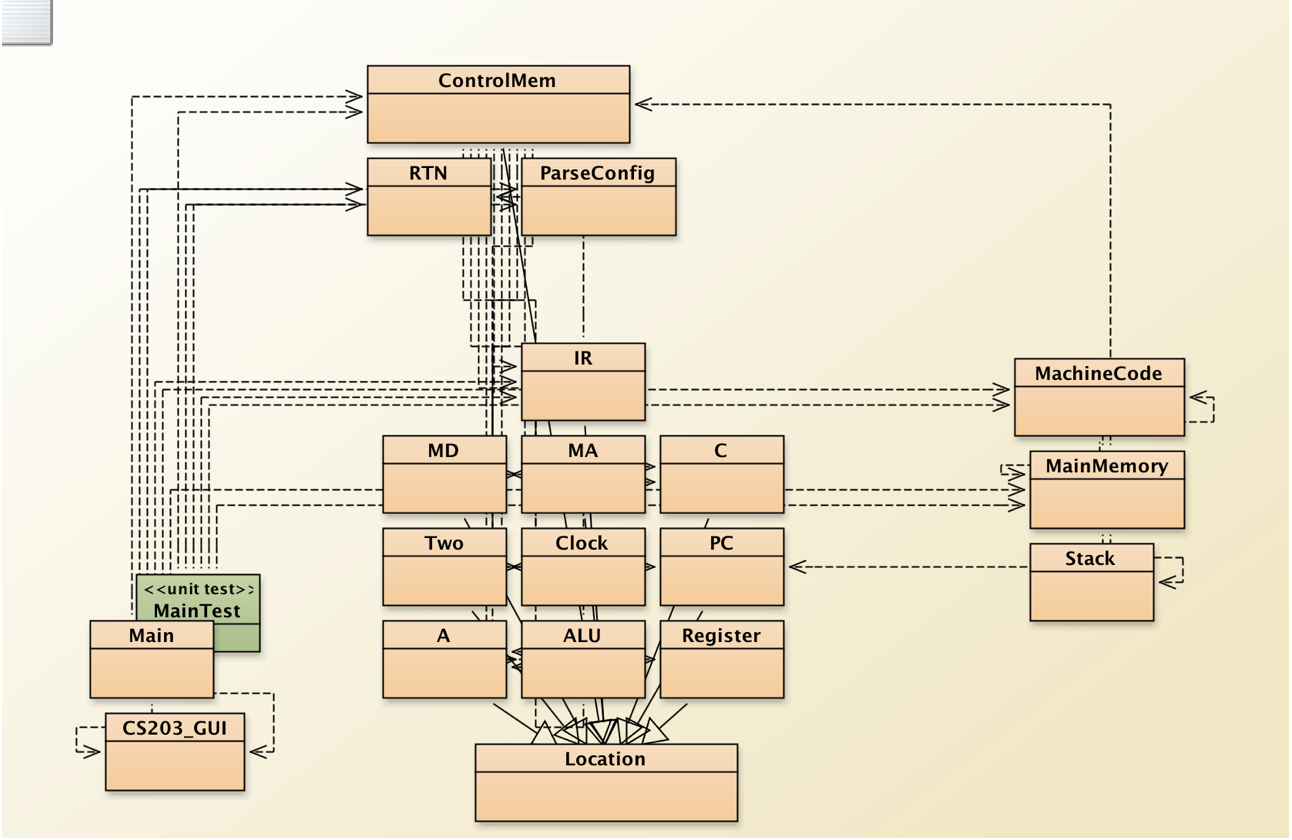 ControlMem
RTN
ParseConfig
IR
MachineCode
MD
MA
C
MainMemory
Two
Clock
PC
Stack
<<unit test>>
MainTest
Main
A
ALU
Register
CS203_GUI
Location